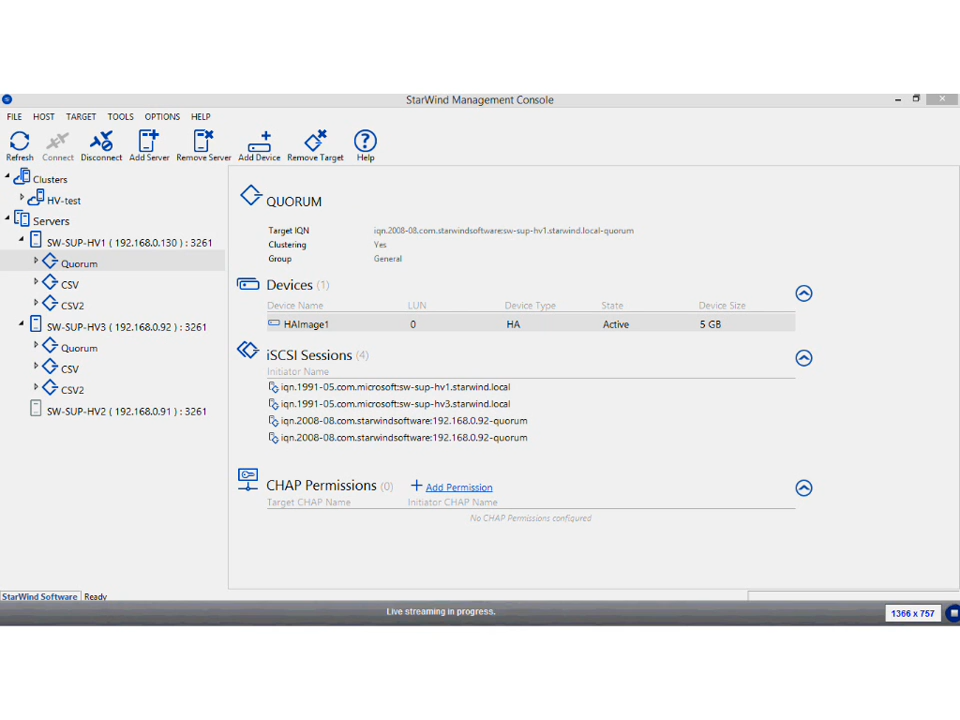 StarWind Management Console
FILE HOST TARGET TOOLS OPTIONS HELP
Refresh Connect Disconnect Add Server Remove Server Add Device Remove Target Help
Clusters
HV-test
Servers
SW-SUP-HV1 ( 192.168.0.130 ) : 3261
Quorum
CSV
CSV2
SW-SUP-HV3 ( 192.168.0.92 ) : 3261
Quorum
CSV
CSV2
SW-SUP-HV2 ( 192.168.0.91 ) : 3261
QUORUM
Target IQN iqn.2008-08.com.starwindsoftware:sw-sup-hv1.starwind.local-quorum
Clustering Yes
Group General
Devices (1)
Device Name LUN Device Type State Device Size
HAImage1 0 HA Active 5 GB
iSCSI Sessions (4)
Initiator Name
iqn.1991-05.com.microsoft:sw-sup-hv1.starwind.local
iqn.1991-05.com.microsoft:sw-sup-hv3.starwind.local
iqn.2008-08.com.starwindsoftware:192.168.0.92-quorum
iqn.2008-08.com.starwindsoftware:192.168.0.92-quorum
CHAP Permissions (0) + Add Permission
Target CHAP Name Initiator CHAP Name
No CHAP Permissions configured
StarWind Software Ready
Live streaming in progress.
1366 x 757